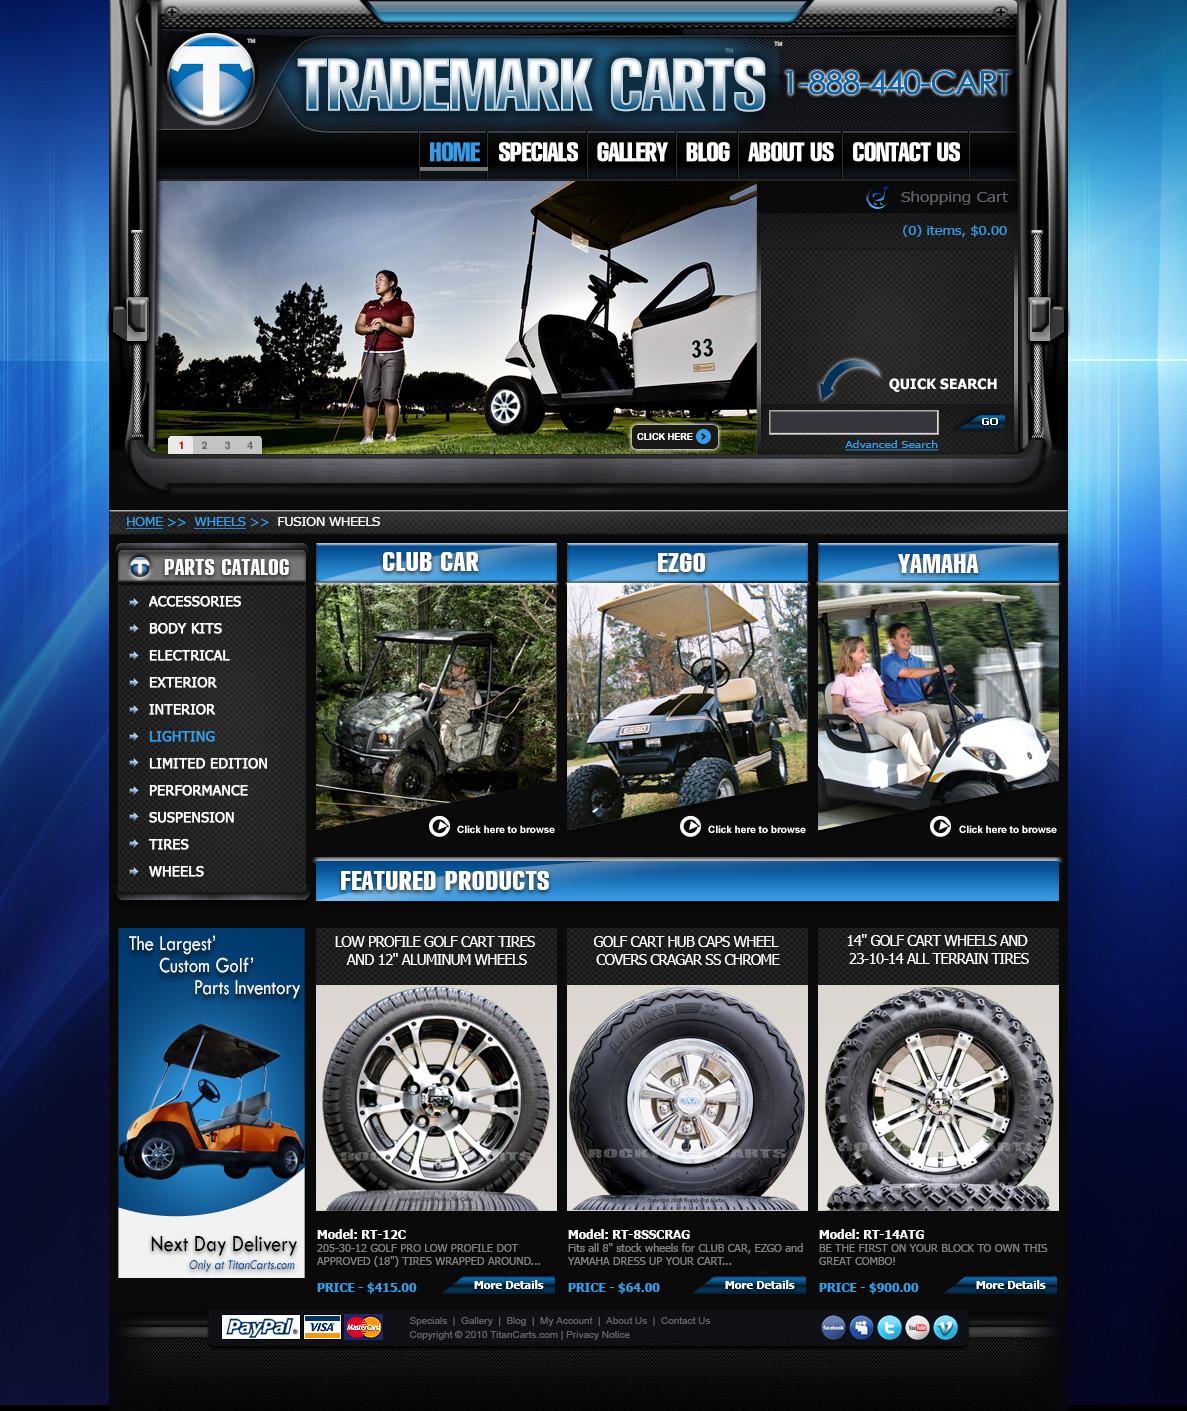 T ™
TRADEMARK CARTS ™
1-888-440-CART
HOME SPECIALS GALLERY BLOG ABOUT US CONTACT US
Shopping Cart
(0) items, $0.00
33
QUICK SEARCH
GO
Advanced Search
CLICK HERE
1 2 3 4
HOME >> WHEELS >> FUSION WHEELS
PARTS CATALOG
ACCESSORIES
BODY KITS
ELECTRICAL
EXTERIOR
INTERIOR
LIGHTING
LIMITED EDITION
PERFORMANCE
SUSPENSION
TIRES
WHEELS
CLUB CAR
Click here to browse
EZGO
EZGO
Click here to browse
YAMAHA
Click here to browse
FEATURED PRODUCTS
The Largest'
Custom Golf'
Parts Inventory
Next Day Delivery
Only at TitanCarts.com
LOW PROFILE GOLF CART TIRES
AND 12" ALUMINUM WHEELS
Model: RT-12C
205-30-12 GOLF PRO LOW PROFILE DOT
APPROVED (18") TIRES WRAPPED AROUND...
PRICE - $415.00
More Details
GOLF CART HUB CAPS WHEEL
COVERS CRAGAR SS CHROME
LINKS
Model: RT-8SSCRAG
Fits all 8" stock wheels for CLUB CAR, EZGO and
YAMAHA DRESS UP YOUR CART...
PRICE - $64.00
More Details
14" GOLF CART WHEELS AND
23-10-14 ALL TERRAIN TIRES
Model: RT-14ATG
BE THE FIRST ON YOUR BLOCK TO OWN THIS
GREAT COMBO!
PRICE - $900.00
More Details
PayPal VISA MasterCard
Specials | Gallery | Blog | My Account | About Us | Contact Us
Copyright © 2010 TitanCarts.com | Privacy Notice
facebook You Tube